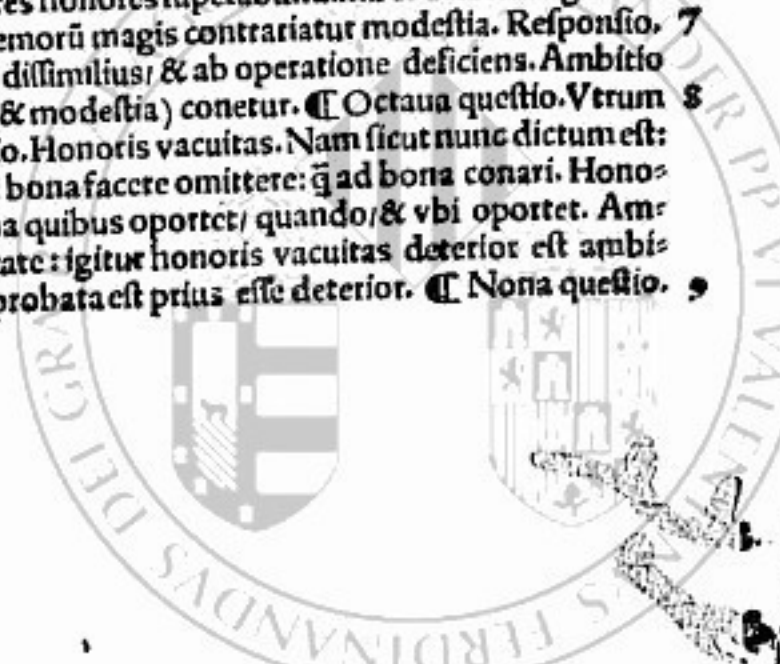 emorū magis contrariatur modeſtia. Reſponſio. 7
diſſimilius/ & ab operatione deficiens. Ambitio
& modeſtia) conetur. ⁋ Octaua queſtio. Vtrum 8
o. Honoris vacuitas. Nam ſicut nunc dictum eſt:
bona facere omittere: q̄ ad bona conari. Hono⸗
a quibus oportet/ quando/ & vbi oportet. Am⸗
ate: igitur honoris vacuitas deterior eſt ambi⸗
probata eſt prius eſſe deterior. ⁋ Nona queſtio. 9